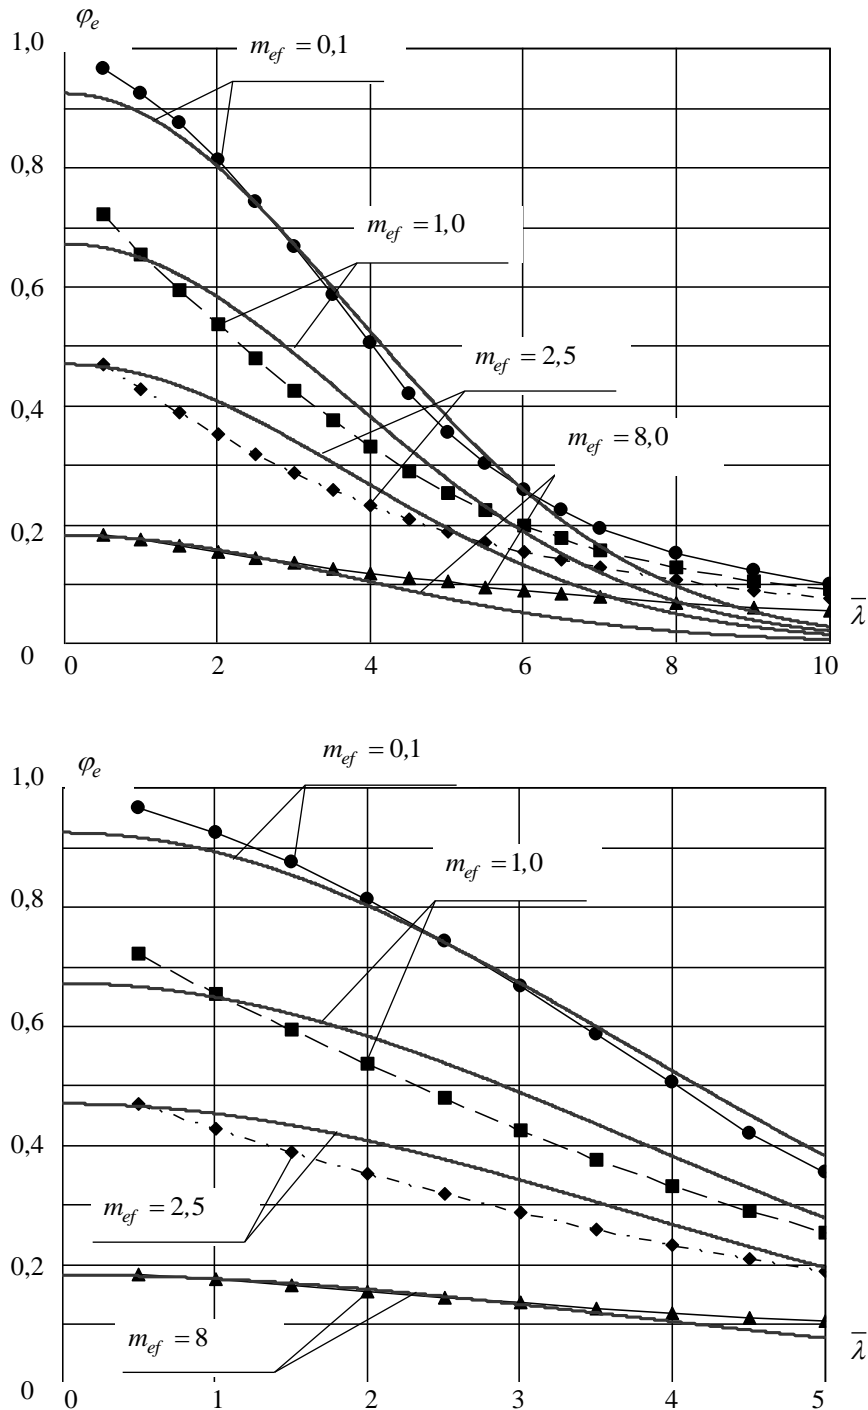 φₑ
1,0
m_ef = 0,1
0,8
m_ef = 1,0
0,6
m_ef = 2,5
0,4
m_ef = 8,0
0,2
λ̄
0
0 2 4 6 8 10
m_ef = 0,1
φₑ
1,0
m_ef = 1,0
0,8
0,6
0,4
m_ef = 2,5
0,2
m_ef = 8
λ̄
0
0 1 2 3 4 5